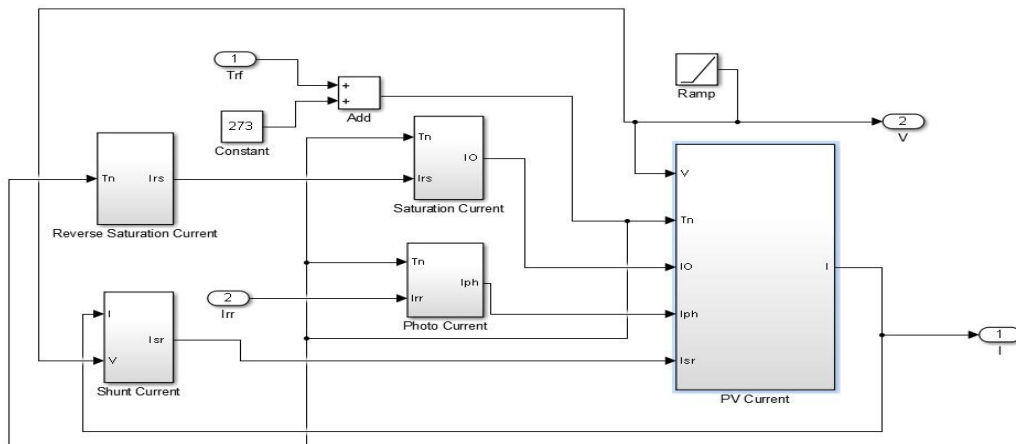 1
Trf
+
+
Add
273
Constant
Ramp
2
V
Tn
Irs
Reverse Saturation Current
Tn
IO
Irs
Saturation Current
V
Tn
IO
I
Iph
Isr
PV Current
Tn
Iph
Irr
Photo Current
2
Irr
I
Isr
V
Shunt Current
1
I